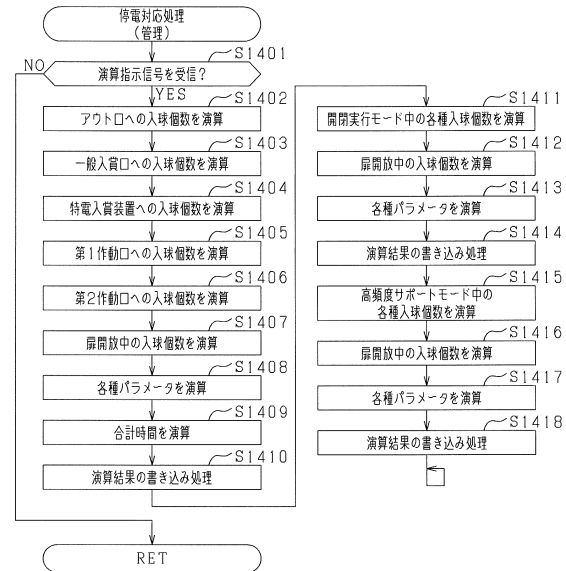 停電対応処理
(管理)
S1401
NO
演算指示信号を受信?
YES
S1402
アウト口への入球個数を演算
S1403
一般入賞口への入球個数を演算
S1404
特電入賞装置への入球個数を演算
S1405
第1作動口への入球個数を演算
S1406
第2作動口への入球個数を演算
S1407
扉開放中の入球個数を演算
S1408
各種パラメータを演算
S1409
合計時間を演算
S1410
演算結果の書き込み処理
S1411
開閉実行モード中の各種入球個数を演算
S1412
扉開放中の入球個数を演算
S1413
各種パラメータを演算
S1414
演算結果の書き込み処理
S1415
高頻度サポートモード中の
各種入球個数を演算
S1416
扉開放中の入球個数を演算
S1417
各種パラメータを演算
S1418
演算結果の書き込み処理
RET